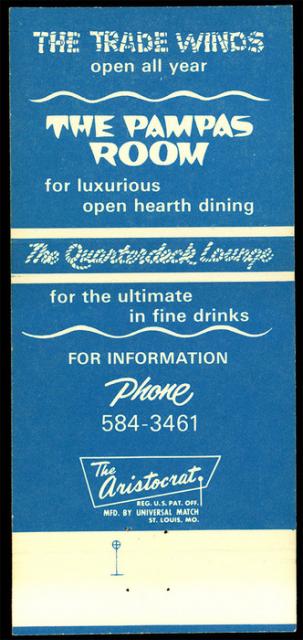 THE TRADE WINDS
open all year
THE PAMPAS
ROOM
for luxurious
open hearth dining
The Quarterdeck Lounge
for the ultimate
in fine drinks
FOR INFORMATION
Phone
584-3461
The
Aristocrat
REG. U.S. PAT. OFF.
MFD. BY UNIVERSAL MATCH
ST. LOUIS, MO.